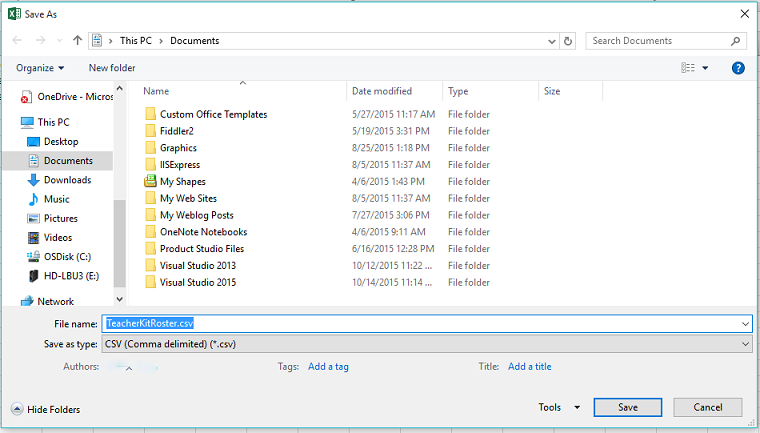 Save As
This PC > Documents
Search Documents
Organize
New folder
Name Date modified Type Size
OneDrive - Micros
This PC
Desktop
Documents
Downloads
Music
Pictures
Videos
OSDisk (C:)
HD-LBU3 (E:)
Network
Custom Office Templates 5/27/2015 11:17 AM File folder
Fiddler2 5/19/2015 3:31 PM File folder
Graphics 8/25/2015 1:18 PM File folder
IISExpress 8/5/2015 11:37 AM File folder
My Shapes 4/6/2015 1:43 PM File folder
My Web Sites 8/5/2015 11:37 AM File folder
My Weblog Posts 7/27/2015 3:06 PM File folder
OneNote Notebooks 4/6/2015 9:11 AM File folder
Product Studio Files 6/16/2015 12:28 PM File folder
Visual Studio 2013 10/12/2015 11:22 ... File folder
Visual Studio 2015 10/14/2015 11:14 ... File folder
File name: TeacherKitRoster.csv
Save as type: CSV (Comma delimited) (*.csv)
Authors: Tags: Add a tag Title: Add a title
Hide Folders
Tools Save Cancel